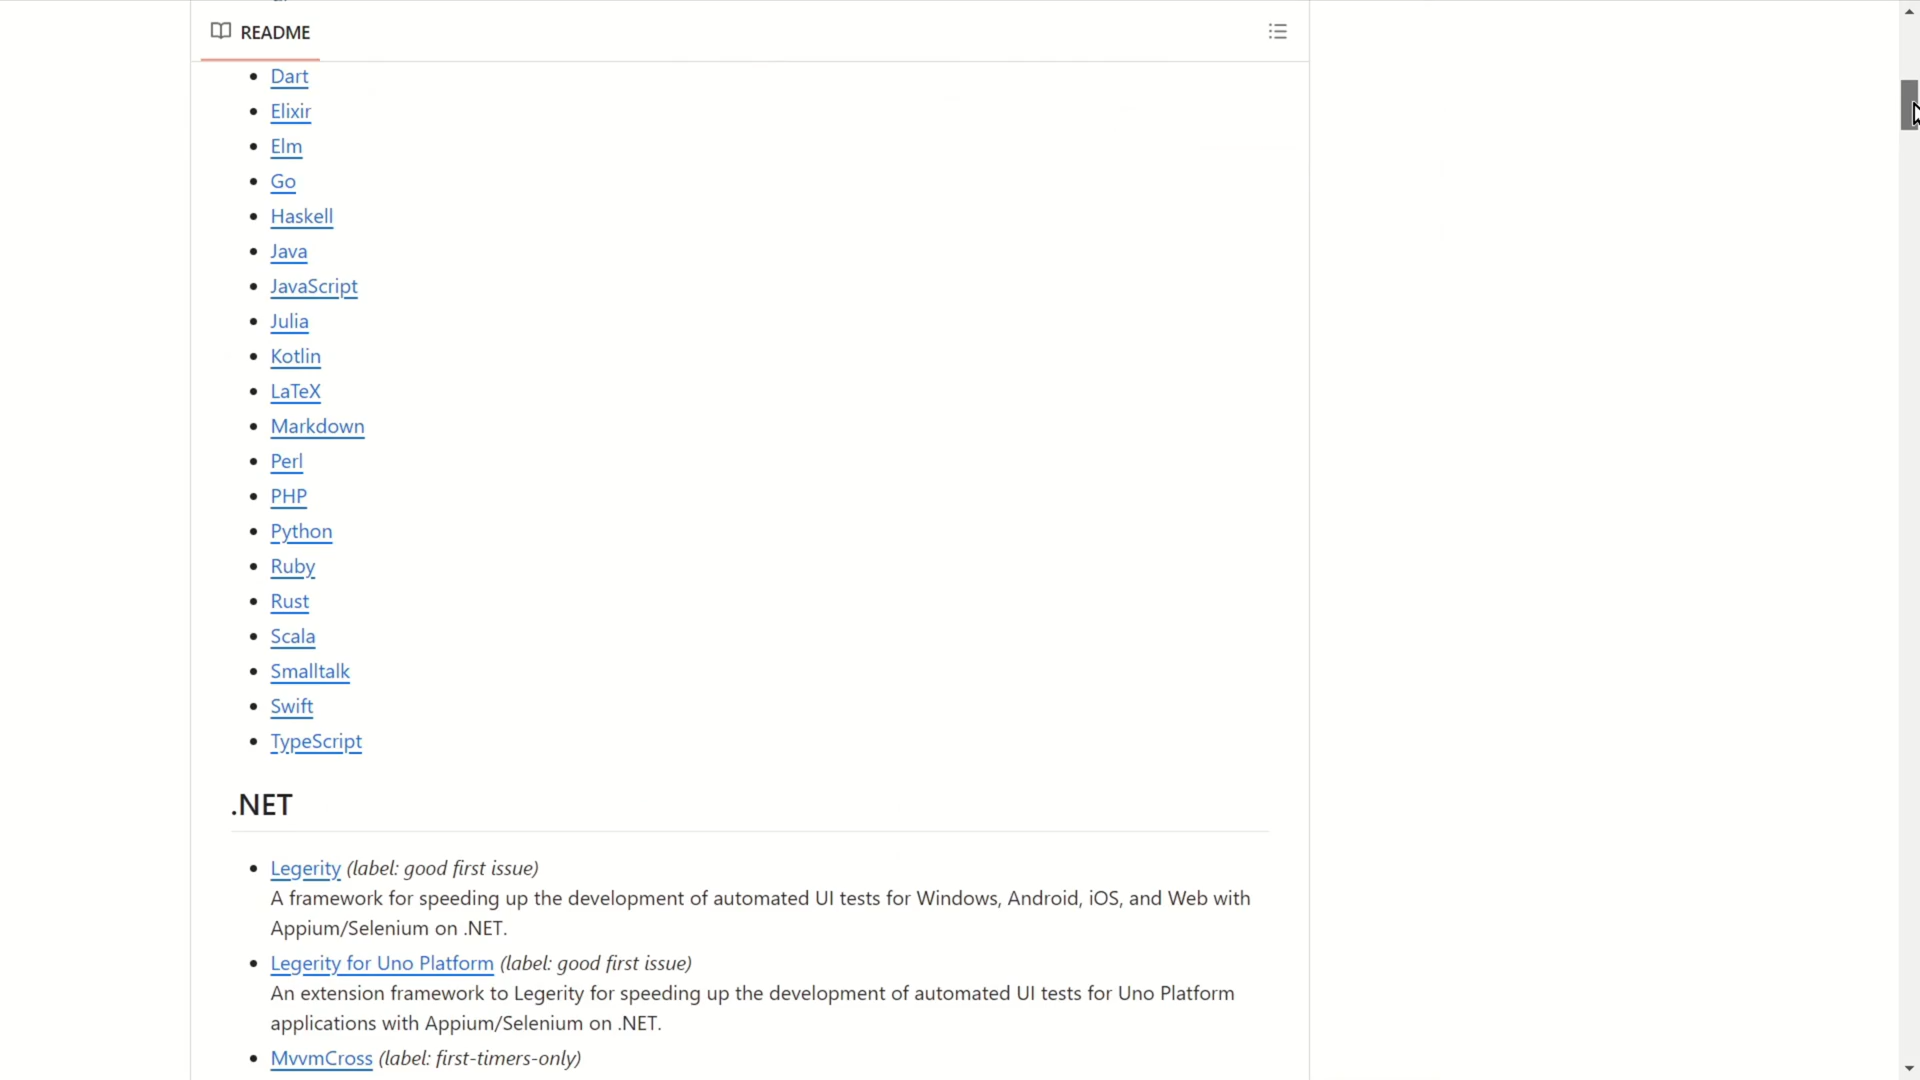 README
Dart
Elixir
Elm
Go
Haskell
Java
JavaScript
Julia
Kotlin
LaTeX
Markdown
Perl
PHP
Python
Ruby
Rust
Scala
Smalltalk
Swift
TypeScript
.NET
Legerity (label: good first issue)
A framework for speeding up the development of automated UI tests for Windows, Android, iOS, and Web with
Appium/Selenium on .NET.
Legerity for Uno Platform (label: good first issue)
An extension framework to Legerity for speeding up the development of automated UI tests for Uno Platform
applications with Appium/Selenium on .NET.
MvvmCross (label: first-timers-only)